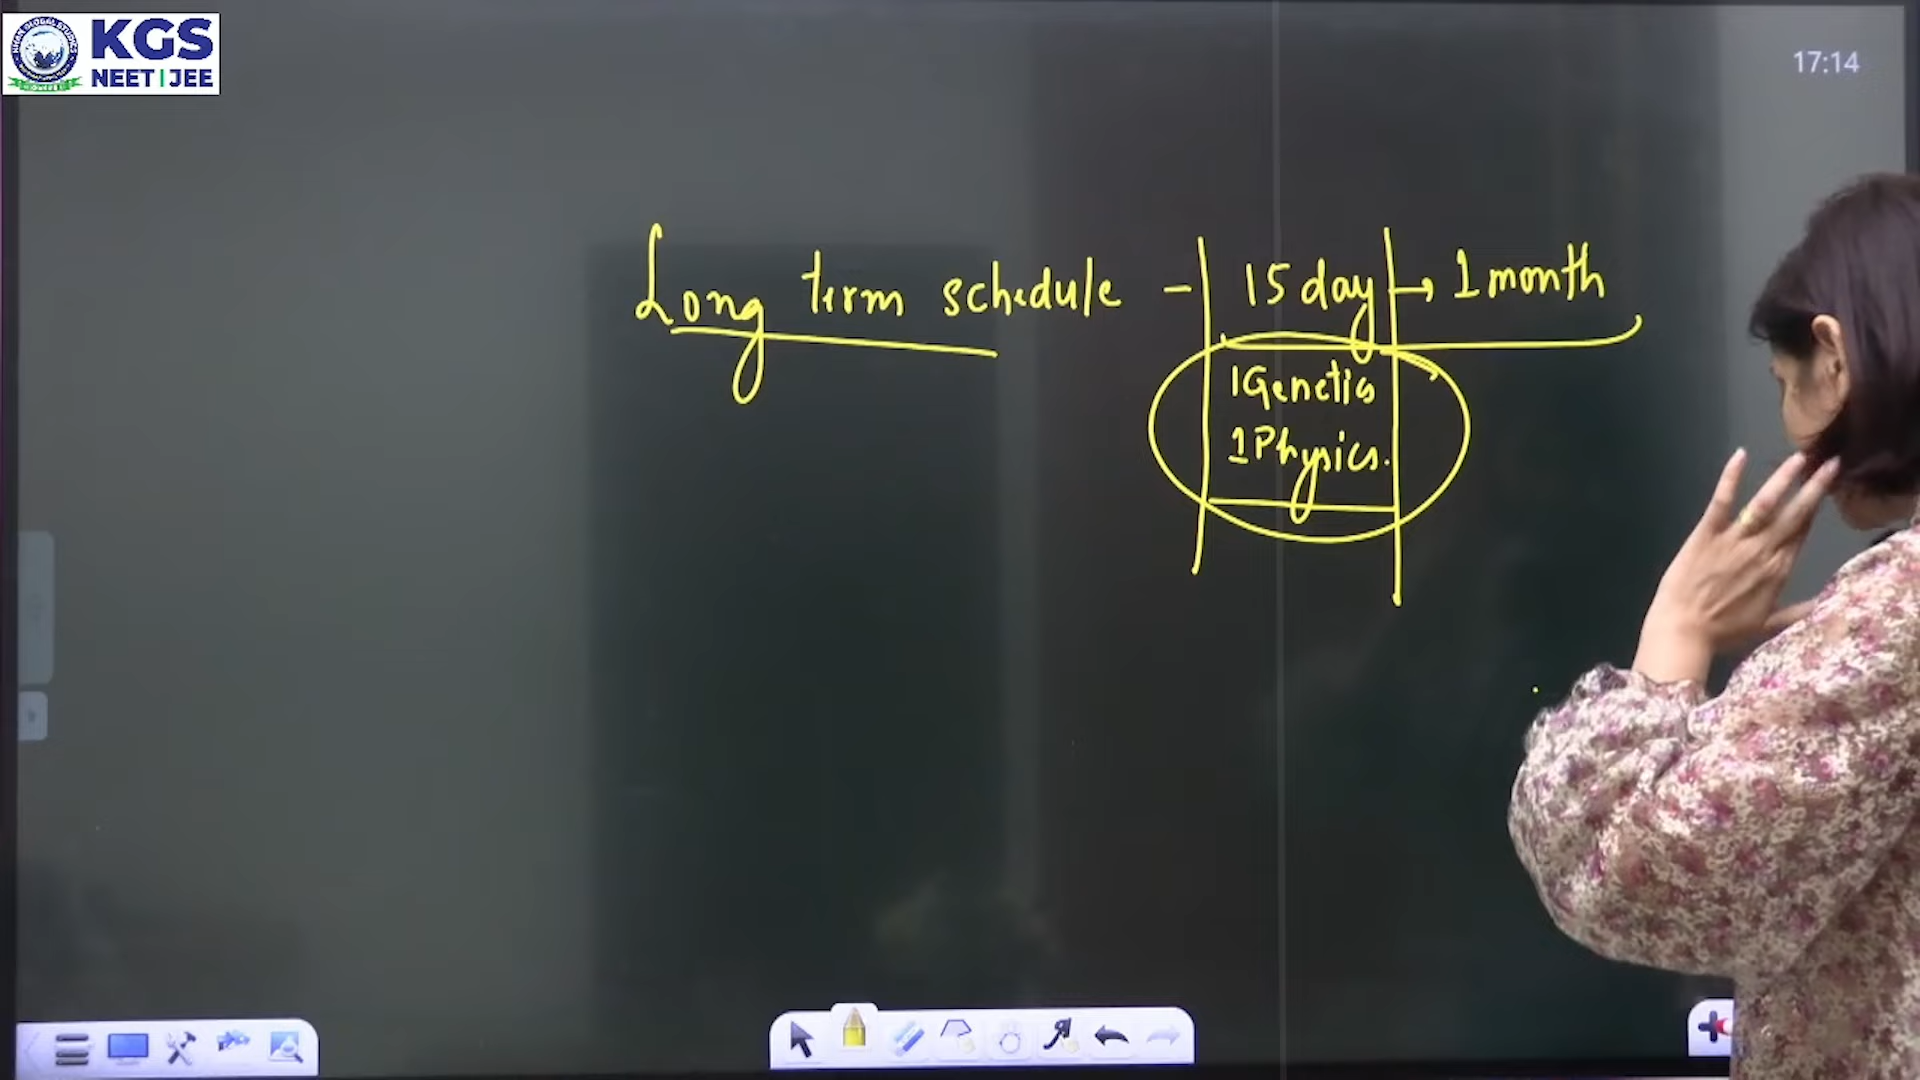 KGS
NEET | JEE
17:14
Long term schedule - 15 day → 1 month
1 Genetics
1 Physics.